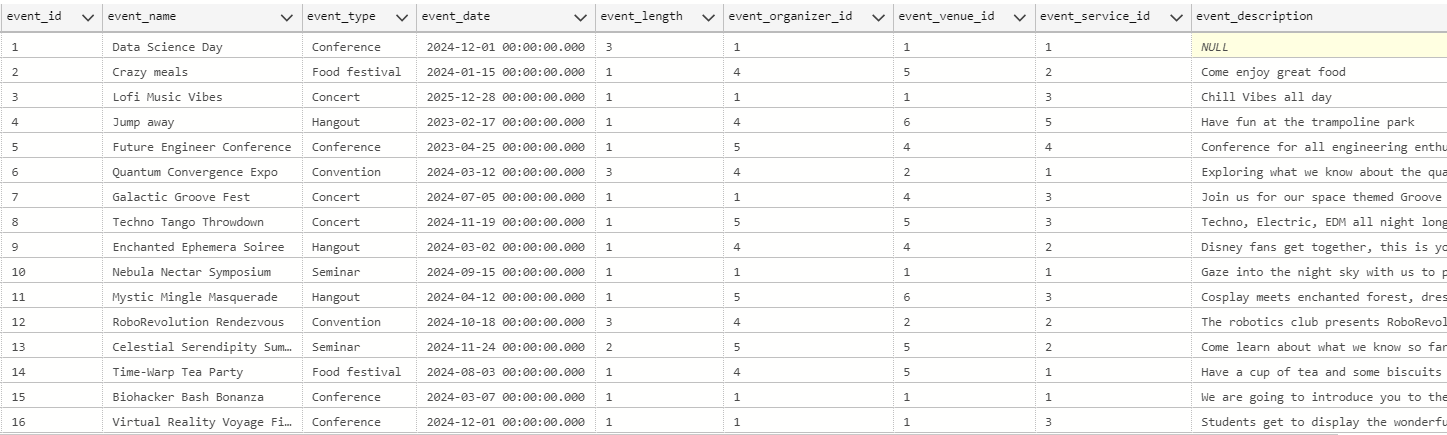 event_id event_name event_type event_date event_length event_organizer_id event_venue_id event_service_id event_description
1 Data Science Day Conference 2024-12-01 00:00:00.000 3 1 1 1 NULL
2 Crazy meals Food festival 2024-01-15 00:00:00.000 1 4 5 2 Come enjoy great food
3 Lofi Music Vibes Concert 2025-12-28 00:00:00.000 1 1 1 3 Chill Vibes all day
4 Jump away Hangout 2023-02-17 00:00:00.000 1 4 6 5 Have fun at the trampoline park
5 Future Engineer Conference Conference 2023-04-25 00:00:00.000 1 5 4 4 Conference for all engineering enthu
6 Quantum Convergence Expo Convention 2024-03-12 00:00:00.000 3 4 2 1 Exploring what we know about the qua
7 Galactic Groove Fest Concert 2024-07-05 00:00:00.000 1 1 4 3 Join us for our space themed Groove
8 Techno Tango Throwdown Concert 2024-11-19 00:00:00.000 1 5 5 3 Techno, Electric, EDM all night long
9 Enchanted Ephemera Soiree Hangout 2024-03-02 00:00:00.000 1 4 4 2 Disney fans get together, this is yo
10 Nebula Nectar Symposium Seminar 2024-09-15 00:00:00.000 1 1 1 1 Gaze into the night sky with us to p
11 Mystic Mingle Masquerade Hangout 2024-04-12 00:00:00.000 1 5 6 3 Cosplay meets enchanted forest, dres
12 RoboRevolution Rendezvous Convention 2024-10-18 00:00:00.000 3 4 2 2 The robotics club presents RoboRevol
13 Celestial Serendipity Sum… Seminar 2024-11-24 00:00:00.000 2 5 5 2 Come learn about what we know so far
14 Time-Warp Tea Party Food festival 2024-08-03 00:00:00.000 1 4 5 1 Have a cup of tea and some biscuits
15 Biohacker Bash Bonanza Conference 2024-03-07 00:00:00.000 1 1 1 1 We are going to introduce you to the
16 Virtual Reality Voyage Fi… Conference 2024-12-01 00:00:00.000 1 1 1 3 Students get to display the wonderfu